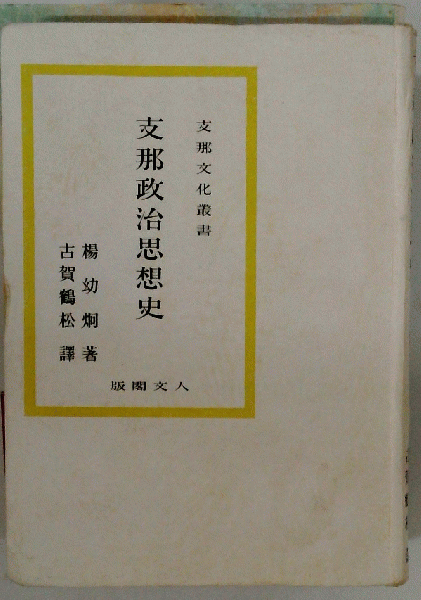 支那文化叢書
支那政治思想史
楊幼炯著
古賀鶴松譯
人文閣版